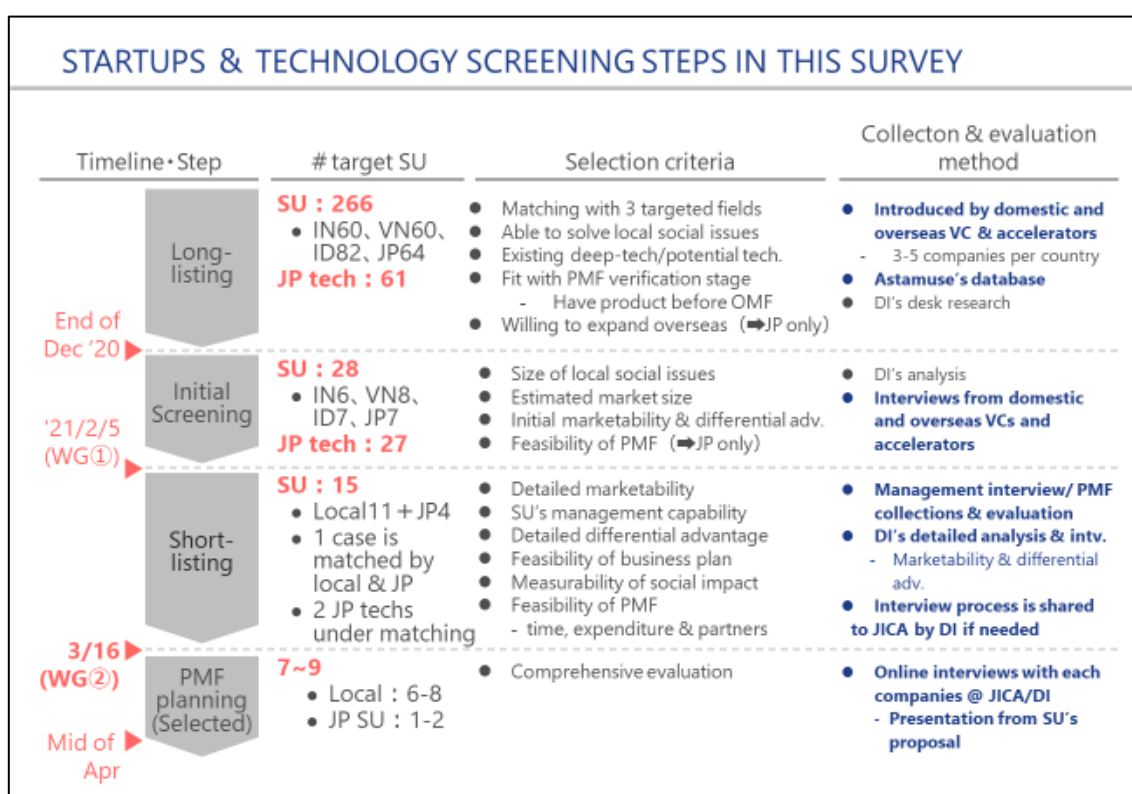 STARTUPS & TECHNOLOGY SCREENING STEPS IN THIS SURVEY
Timeline・Step
# target SU
Selection criteria
Collecton & evaluation
method
Long-
listing
SU：266
● IN60、VN60、
ID82、JP64
JP tech：61
● Matching with 3 targeted fields
● Able to solve local social issues
● Existing deep-tech/potential tech.
● Fit with PMF verification stage
- Have product before OMF
● Willing to expand overseas（➡JP only）
● Introduced by domestic and
overseas VC & accelerators
- 3-5 companies per country
● Astamuse's database
● DI's desk research
End of
Dec '20
Initial
Screening
SU：28
● IN6、VN8、
ID7、JP7
JP tech：27
● Size of local social issues
● Estimated market size
● Initial marketability & differential adv.
● Feasibility of PMF（➡JP only）
● DI's analysis
● Interviews from domestic
and overseas VCs and
accelerators
'21/2/5
(WG①)
Short-
listing
SU：15
● Local11＋JP4
● 1 case is
matched by
local & JP
● 2 JP techs
under matching
● Detailed marketability
● SU's management capability
● Detailed differential advantage
● Feasibility of business plan
● Measurability of social impact
● Feasibility of PMF
- time, expenditure & partners
● Management interview/ PMF
collections & evaluation
● DI's detailed analysis & intv.
- Marketability & differential
adv.
● Interview process is shared
to JICA by DI if needed
3/16
(WG②)
PMF
planning
(Selected)
7~9
● Local：6-8
● JP SU：1-2
● Comprehensive evaluation
● Online interviews with each
companies @ JICA/DI
- Presentation from SU's
proposal
Mid of
Apr